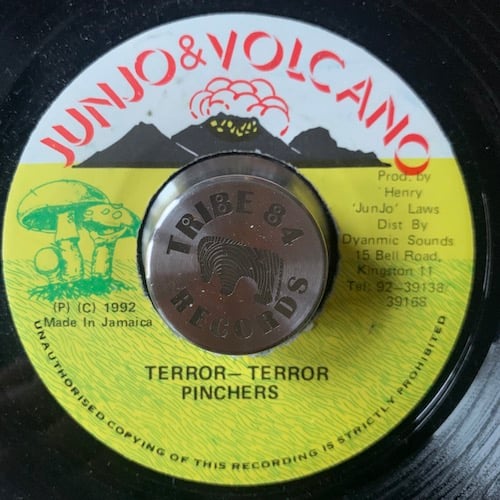 JUNJO & VOLCANO
Prod. by
Henry
'JunJo' Laws
Dist By
Dyanmic Sounds
15 Bell Road,
Kingston 11
Tel: 92-39138
39168
TRIBE 84
RECORDS
(P) (C) 1992
Made In Jamaica
TERROR-TERROR
PINCHERS
UNAUTHORISED COPYING OF THIS RECORDING IS STRICTLY PROHIBITED